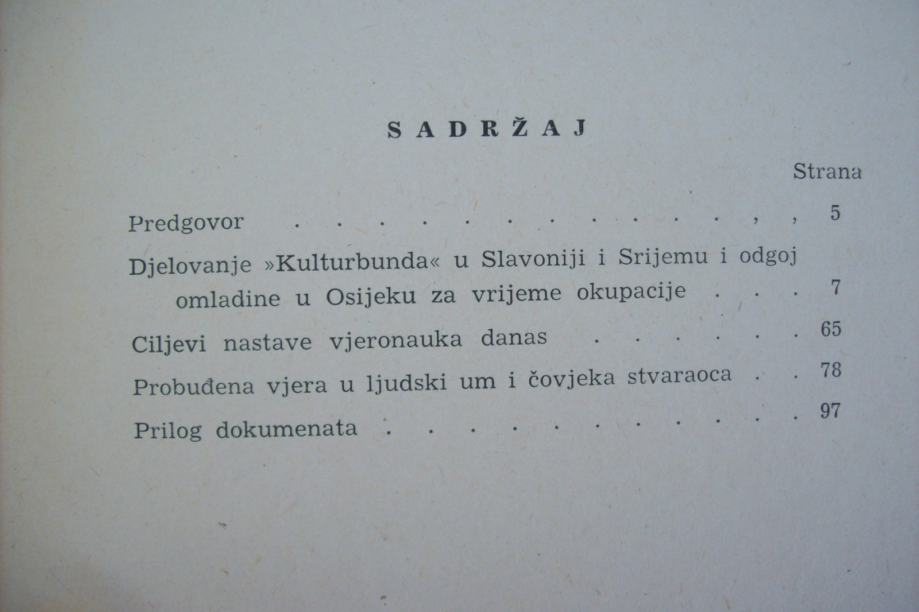 SADRŽAJ
Strana
Predgovor . . . . . . . . . . . , , 5
Djelovanje »Kulturbunda« u Slavoniji i Srijemu i odgoj
omladine u Osijeku za vrijeme okupacije . . . 7
Ciljevi nastave vjeronauka danas . . . . . . 65
Probuđena vjera u ljudski um i čovjeka stvaraoca . . 78
Prilog dokumenata . . . . . . . . . . 97